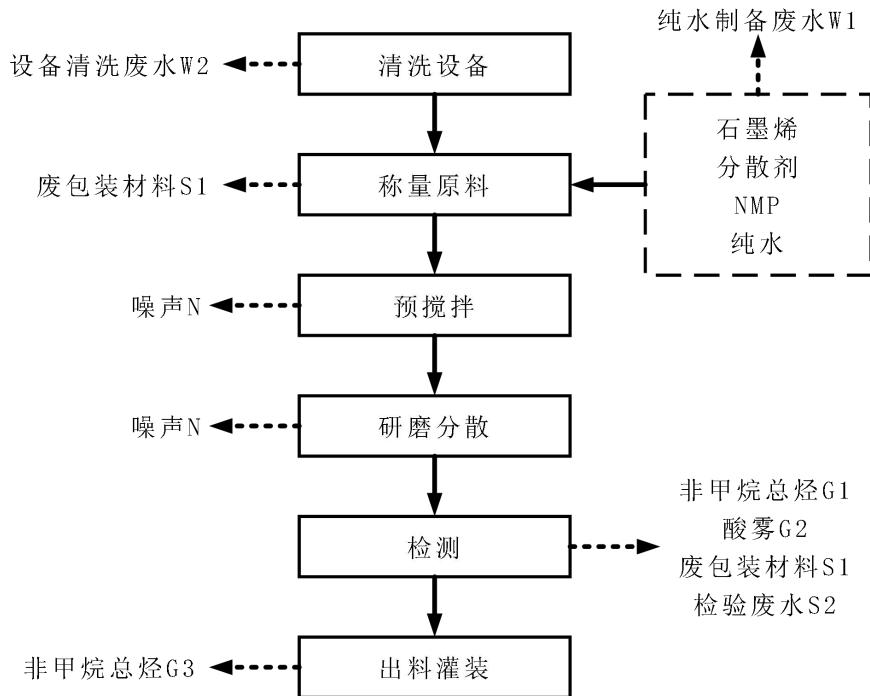 纯水制备废水W1
设备清洗废水W2
清洗设备
石墨烯
分散剂
NMP
纯水
废包装材料S1
称量原料
噪声N
预搅拌
噪声N
研磨分散
非甲烷总烃G1
酸雾G2
废包装材料S1
检验废水S2
检测
非甲烷总烃G3
出料灌装